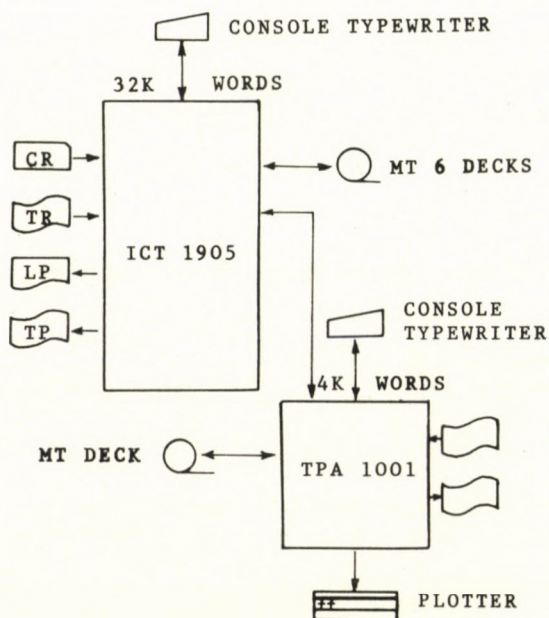 CONSOLE TYPEWRITER
32K WORDS
CR
TR
LP
TP
ICT 1905
MT 6 DECKS
CONSOLE
TYPEWRITER
4K WORDS
MT DECK
TPA 1001
PLOTTER